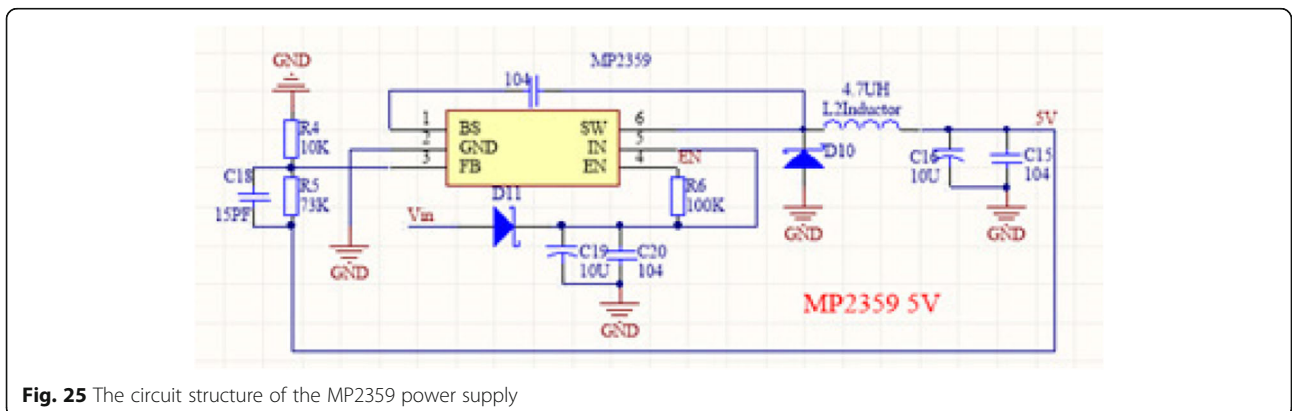 GND
MP2359
104
4.7UH
L2Inductor
5V
R4
10K
1
BS
SW
6
2
GND
IN
5
3
FB
EN
4
EN
D10
C16
10U
C15
104
C18
15PF
R5
73K
D11
R6
100K
Vin
GND
GND
GND
C19
10U
C20
104
GND
MP2359 5V
Fig. 25 The circuit structure of the MP2359 power supply